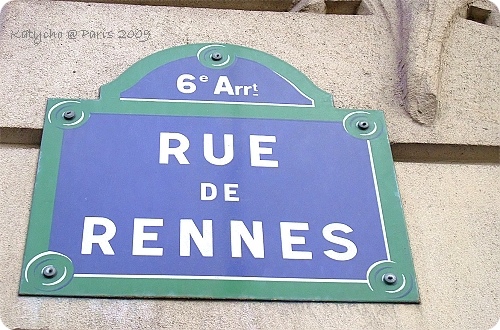 Katycho @ Paris 2009
6e Arrt
RUE
DE
RENNES